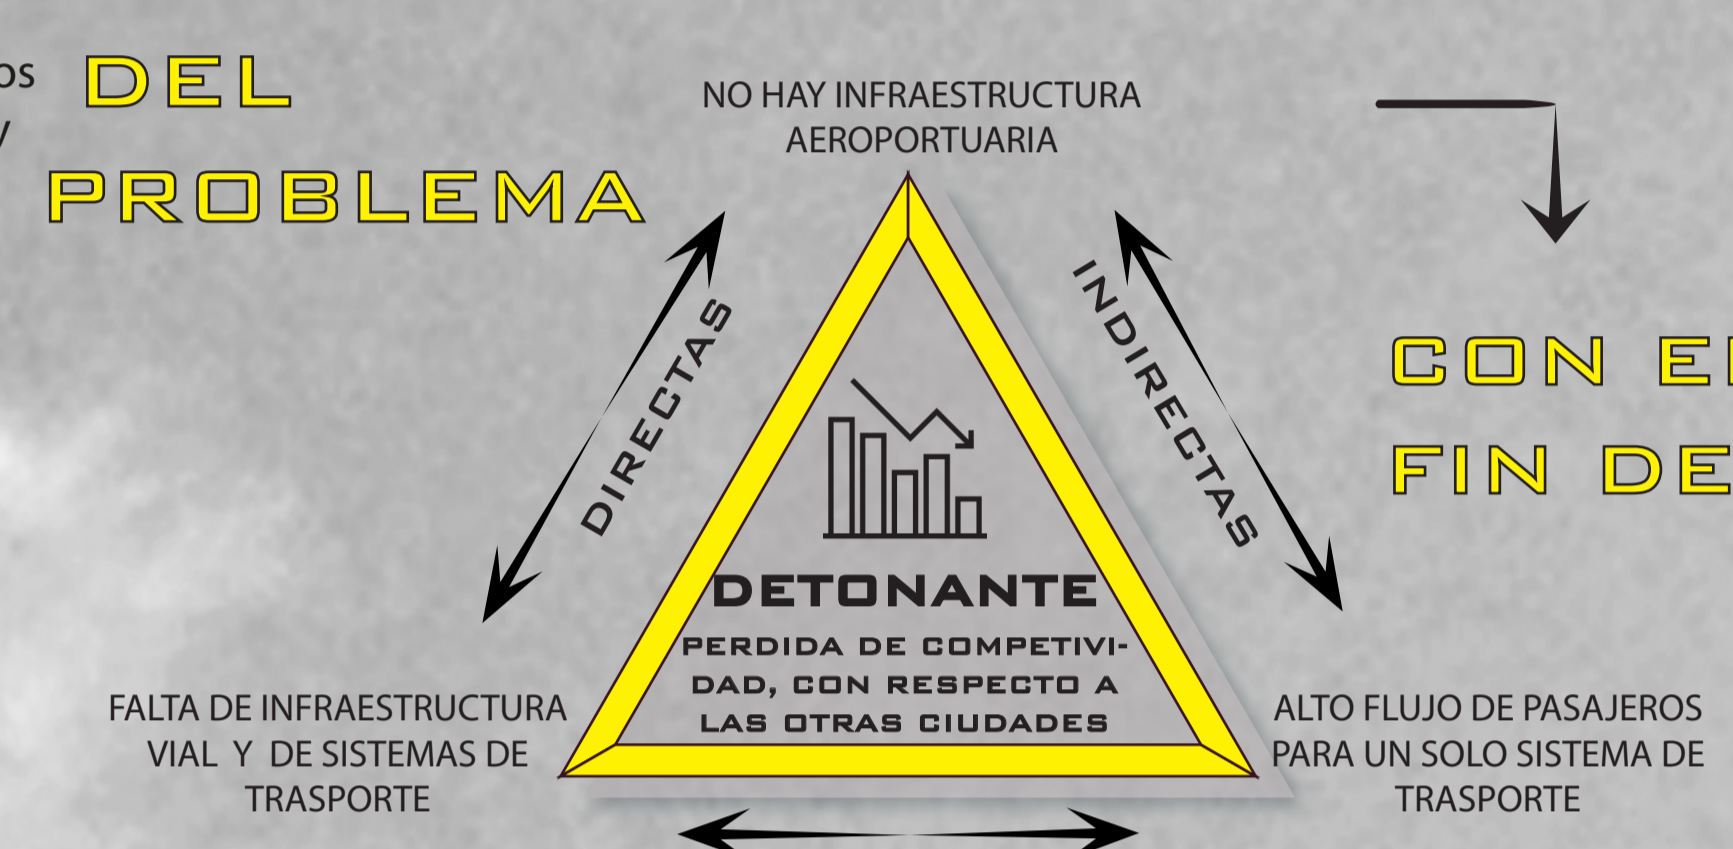 os
DEL
y
PROBLEMA
NO HAY INFRAESTRUCTURA
AEROPORTUARIA
DIRECTAS
INDIRECTAS
CON
FIN DE
DETONANTE
PERDIDA DE COMPETIVI-
DAD, CON RESPECTO A
LAS OTRAS CIUDADES
FALTA DE INFRAESTRUCTURA
VIAL Y DE SISTEMAS DE
TRASPORTE
ALTO FLUJO DE PASAJEROS
PARA UN SOLO SISTEMA DE
TRASPORTE